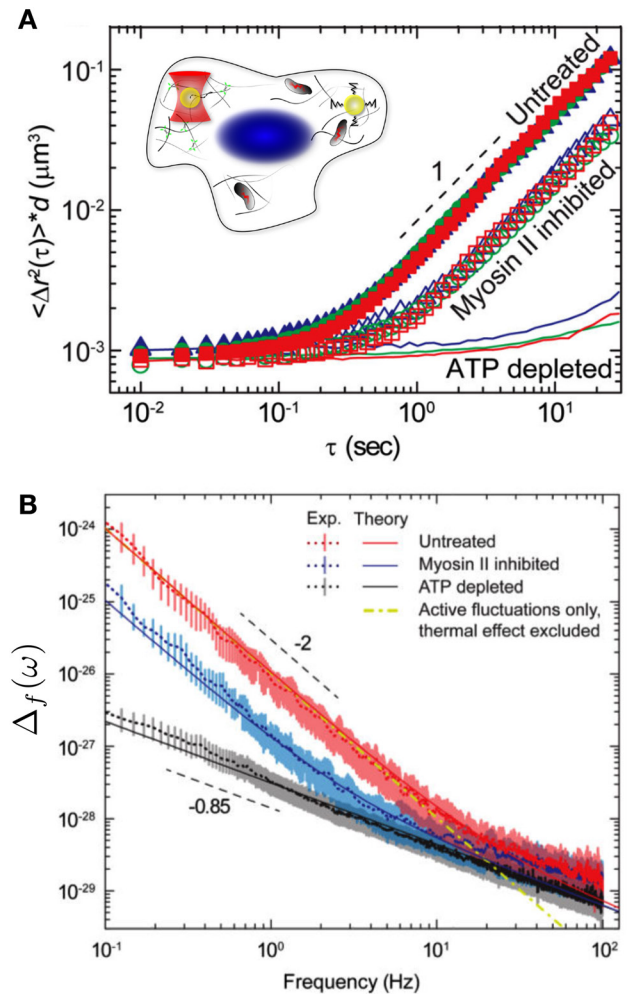 A
10⁻¹
10⁻²
10⁻³
<Δr²(τ)>*d (μm³)
1
Untreated
Myosin II inhibited
ATP depleted
10⁻² 10⁻¹ 10⁰ 10¹
τ (sec)
B
10⁻²⁴
10⁻²⁵
10⁻²⁶
10⁻²⁷
10⁻²⁸
10⁻²⁹
Δf(ω)
Exp. Theory
Untreated
Myosin II inhibited
ATP depleted
Active fluctuations only,
thermal effect excluded
-2
-0.85
10⁻¹ 10⁰ 10¹ 10²
Frequency (Hz)